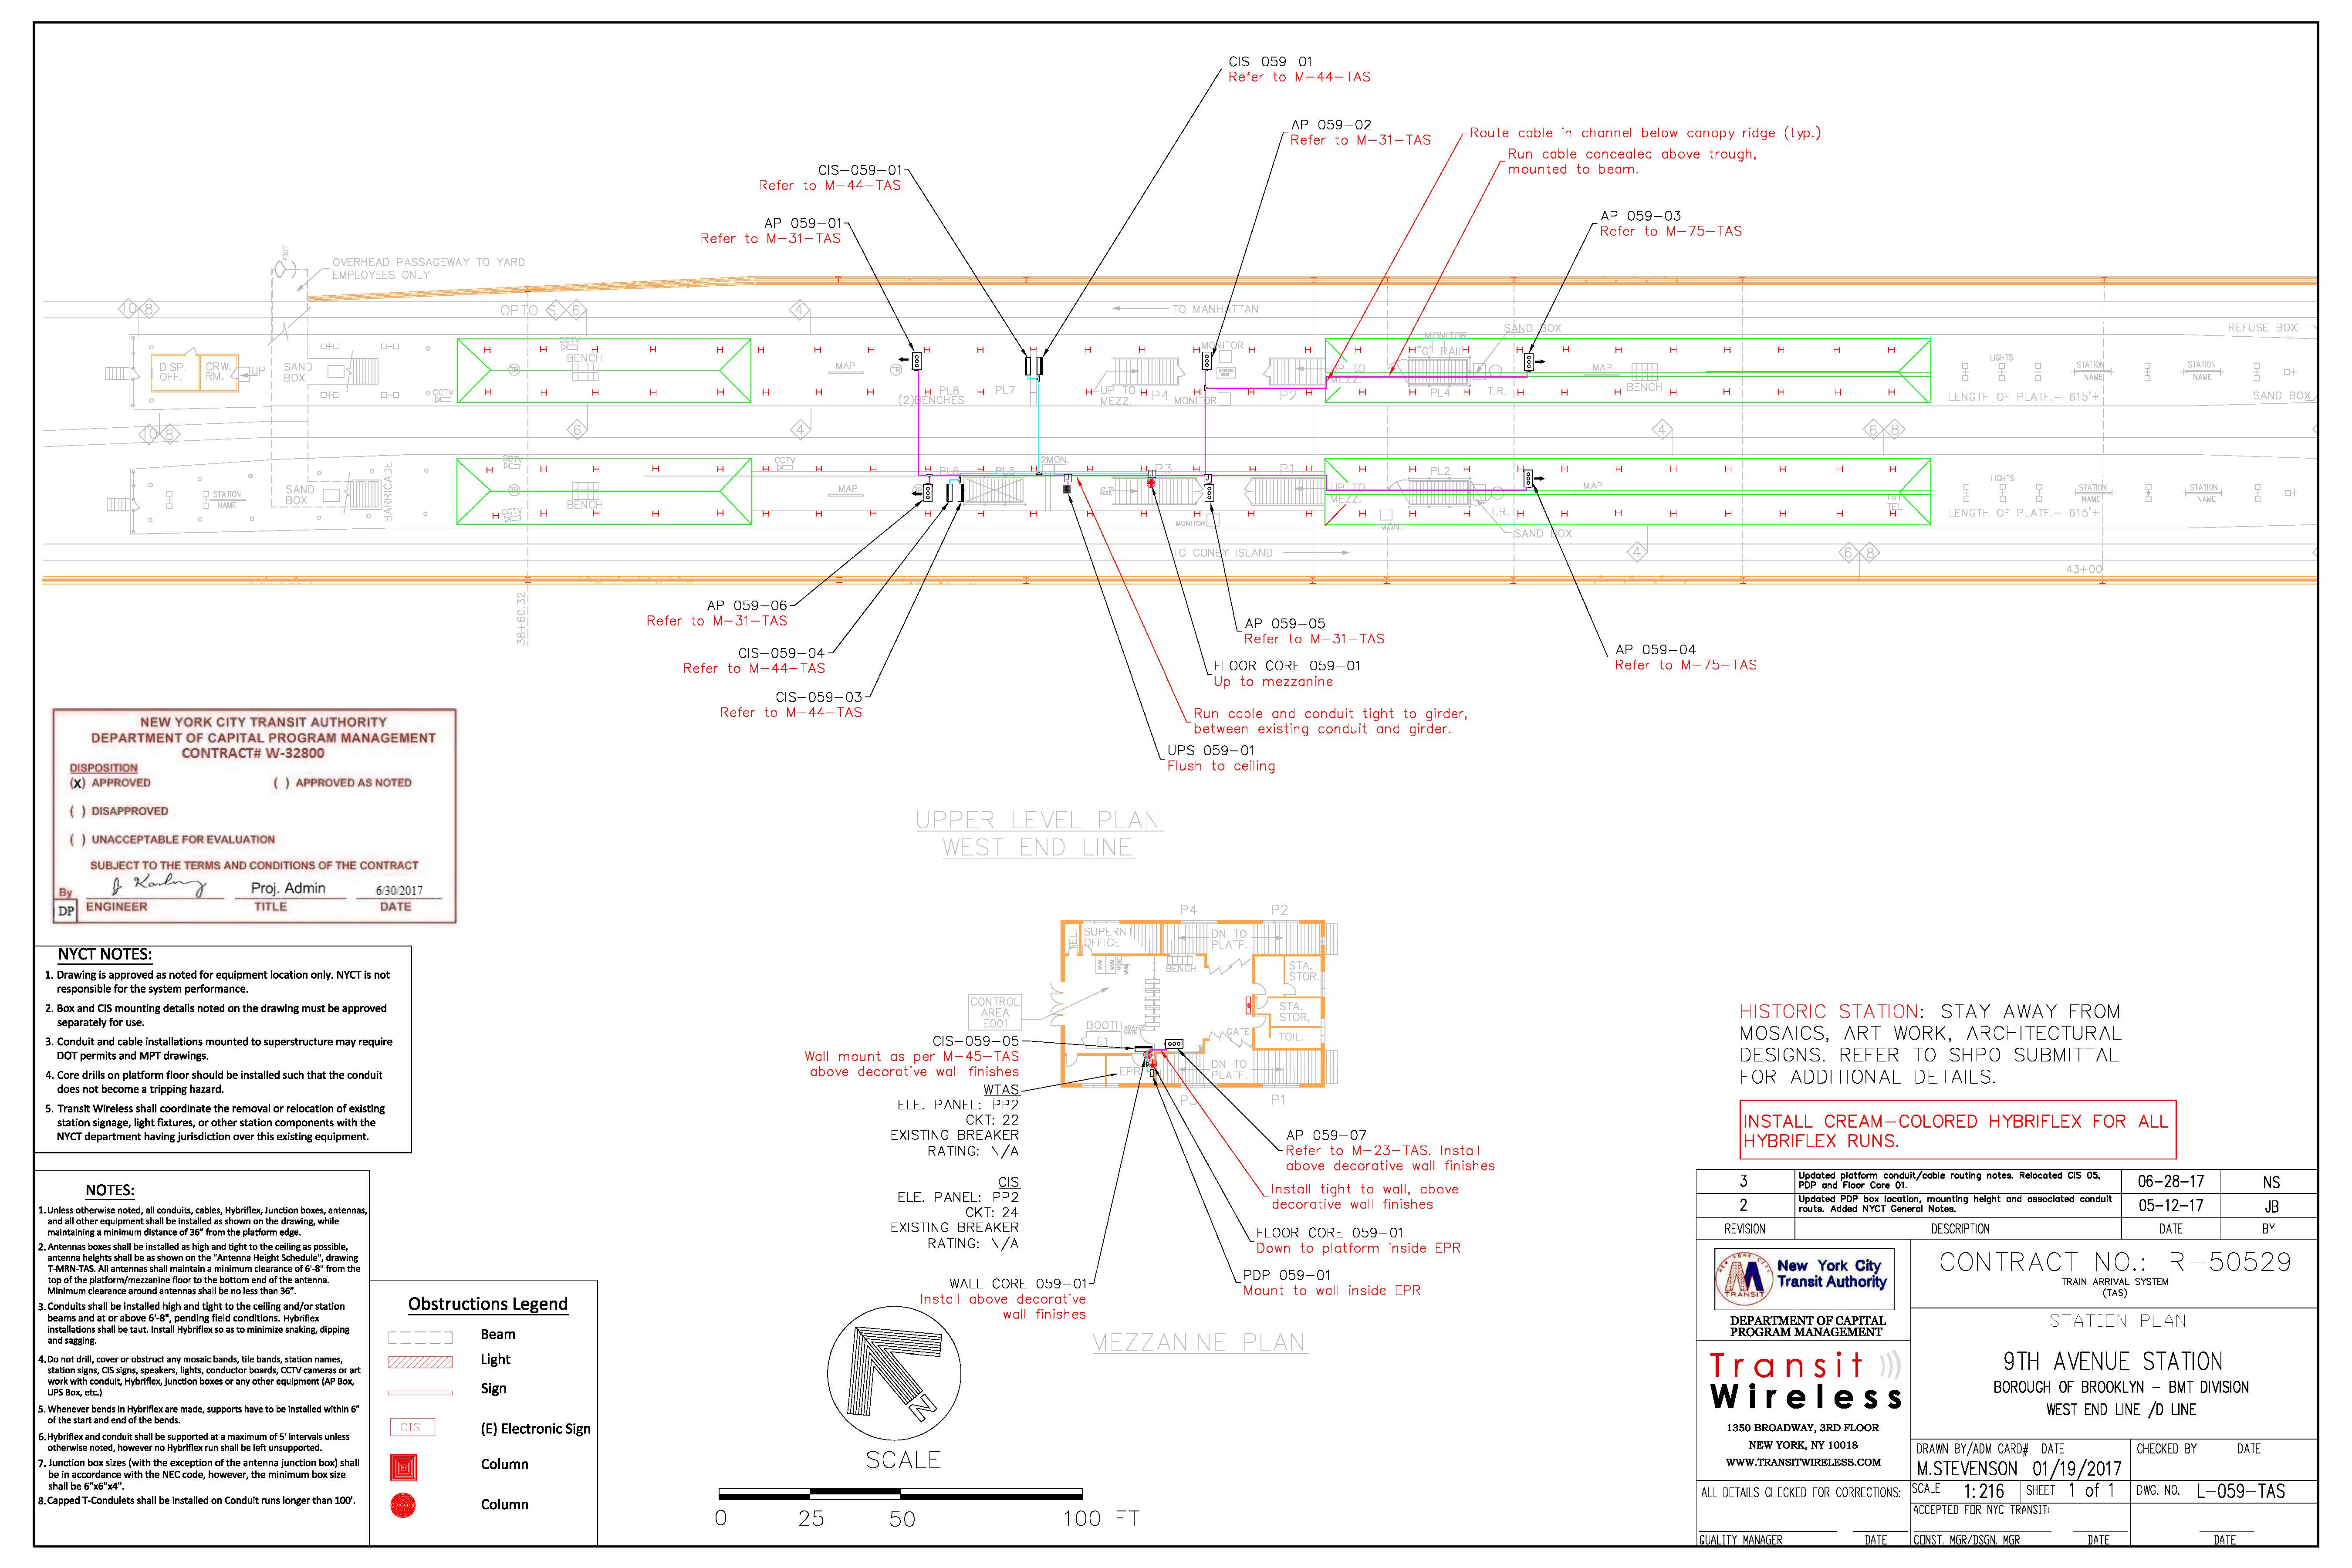 CIS-059-01
Refer to M-44-TAS
AP 059-02
Refer to M-31-TAS
Route cable in channel below canopy ridge (typ.)
Run cable concealed above trough,
mounted to beam.
CIS-059-01
Refer to M-44-TAS
AP 059-01
Refer to M-31-TAS
AP 059-03
Refer to M-75-TAS
EXIT
OVERHEAD PASSAGEWAY TO YARD
EMPLOYEES ONLY
10 8
OPTO S 6
4
TO MANHATTAN
REFUSE BOX
DISP.
OFF.
CRW.
RM.
UP
SAND
BOX
CCTV
CCTV
TR
BENCH
MAP
TR
PL8
(2)BENCHES
PL7
UP TO
MEZZ.
P4
MONITOR
MONITOR
P2
UP TO
MEZZ.
MONITOR
"G" RAIL
SAND BOX
PL4
T.R.
MAP
BENCH
LIGHTS
STATION
NAME
STATION
NAME
LENGTH OF PLATF.- 615'±
SAND BOX
10 8
6
4
4
6 8
STATION
NAME
SAND
BOX
BARRICADE
CCTV
TR
BENCH
CCTV
CCTV
MAP
TR
PL6
PL5
2MON.
P3
UP TO
MEZZ.
P1
MONITOR
UP TO
MEZZ.
MON.
PL2
T.R.
SAND BOX
MAP
TEL
LIGHTS
STATION
NAME
STATION
NAME
LENGTH OF PLATF.- 615'±
TO CONEY ISLAND
4
6 8
43+00
38+60.32
AP 059-06
Refer to M-31-TAS
CIS-059-04
Refer to M-44-TAS
CIS-059-03
Refer to M-44-TAS
AP 059-05
Refer to M-31-TAS
FLOOR CORE 059-01
Up to mezzanine
Run cable and conduit tight to girder,
between existing conduit and girder.
UPS 059-01
Flush to ceiling
AP 059-04
Refer to M-75-TAS
NEW YORK CITY TRANSIT AUTHORITY
DEPARTMENT OF CAPITAL PROGRAM MANAGEMENT
CONTRACT# W-32800
DISPOSITION
(X) APPROVED
( ) APPROVED AS NOTED
( ) DISAPPROVED
( ) UNACCEPTABLE FOR EVALUATION
SUBJECT TO THE TERMS AND CONDITIONS OF THE CONTRACT
By
Proj. Admin
6/30/2017
DP
ENGINEER
TITLE
DATE
UPPER LEVEL PLAN
WEST END LINE
NYCT NOTES:
1. Drawing is approved as noted for equipment location only. NYCT is not
responsible for the system performance.
2. Box and CIS mounting details noted on the drawing must be approved
separately for use.
3. Conduit and cable installations mounted to superstructure may require
DOT permits and MPT drawings.
4. Core drills on platform floor should be installed such that the conduit
does not become a tripping hazard.
5. Transit Wireless shall coordinate the removal or relocation of existing
station signage, light fixtures, or other station components with the
NYCT department having jurisdiction over this existing equipment.
NOTES:
1. Unless otherwise noted, all conduits, cables, Hybriflex, Junction boxes, antennas,
and all other equipment shall be installed as shown on the drawing, while
maintaining a minimum distance of 36" from the platform edge.
2. Antennas boxes shall be installed as high and tight to the ceiling as possible,
antenna heights shall be as shown on the "Antenna Height Schedule", drawing
T-MRN-TAS. All antennas shall maintain a minimum clearance of 6'-8" from the
top of the platform/mezzanine floor to the bottom end of the antenna.
Minimum clearance around antennas shall be no less than 36".
3. Conduits shall be installed high and tight to the ceiling and/or station
beams and at or above 6'-8", pending field conditions. Hybriflex
installations shall be taut. Install Hybriflex so as to minimize snaking, dipping
and sagging.
4. Do not drill, cover or obstruct any mosaic bands, tile bands, station names,
station signs, CIS signs, speakers, lights, conductor boards, CCTV cameras or art
work with conduit, Hybriflex, junction boxes or any other equipment (AP Box,
UPS Box, etc.)
5. Whenever bends in Hybriflex are made, supports have to be installed within 6"
of the start and end of the bends.
6. Hybriflex and conduit shall be supported at a maximum of 5' intervals unless
otherwise noted, however no Hybriflex run shall be left unsupported.
7. Junction box sizes (with the exception of the antenna junction box) shall
be in accordance with the NEC code, however, the minimum box size
shall be 6"x6"x4".
8. Capped T-Condulets shall be installed on Conduit runs longer than 100'.
Obstructions Legend
Beam
Light
Sign
CIS
(E) Electronic Sign
Column
Column
P4
P2
TEL.
SUPERNT
OFFICE
DN TO
PLATF.
BENCH
STA.
STOR.
STA.
STOR.
TOIL.
GATE
CONTROL
AREA
E001
BOOTH
EPR
DN TO
PLATF.
P3
P1
CIS-059-05
Wall mount as per M-45-TAS
above decorative wall finishes
WTAS
ELE. PANEL: PP2
CKT: 22
EXISTING BREAKER
RATING: N/A
CIS
ELE. PANEL: PP2
CKT: 24
EXISTING BREAKER
RATING: N/A
WALL CORE 059-01
Install above decorative
wall finishes
AP 059-07
Refer to M-23-TAS. Install
above decorative wall finishes
Install tight to wall, above
decorative wall finishes
FLOOR CORE 059-01
Down to platform inside EPR
PDP 059-01
Mount to wall inside EPR
MEZZANINE PLAN
N
SCALE
0 25 50 100 FT
HISTORIC STATION: STAY AWAY FROM
MOSAICS, ART WORK, ARCHITECTURAL
DESIGNS. REFER TO SHPO SUBMITTAL
FOR ADDITIONAL DETAILS.
INSTALL CREAM-COLORED HYBRIFLEX FOR ALL
HYBRIFLEX RUNS.
3 Updated platform conduit/cable routing notes. Relocated CIS 05,
PDP and Floor Core 01. 06-28-17 NS
2 Updated PDP box location, mounting height and associated conduit
route. Added NYCT General Notes. 05-12-17 JB
REVISION DESCRIPTION DATE BY
TRANSIT
New York City
Transit Authority
DEPARTMENT OF CAPITAL
PROGRAM MANAGEMENT
Transit
Wireless
1350 BROADWAY, 3RD FLOOR
NEW YORK, NY 10018
WWW.TRANSITWIRELESS.COM
ALL DETAILS CHECKED FOR CORRECTIONS:
QUALITY MANAGER DATE
CONTRACT NO.: R-50529
TRAIN ARRIVAL SYSTEM
(TAS)
STATION PLAN
9TH AVENUE STATION
BOROUGH OF BROOKLYN - BMT DIVISION
WEST END LINE /D LINE
DRAWN BY/ADM CARD# DATE
M.STEVENSON 01/19/2017
CHECKED BY DATE
SCALE 1:216
SHEET 1 of 1
DWG. NO. L-059-TAS
ACCEPTED FOR NYC TRANSIT:
CONST. MGR/DSGN. MGR DATE
DATE